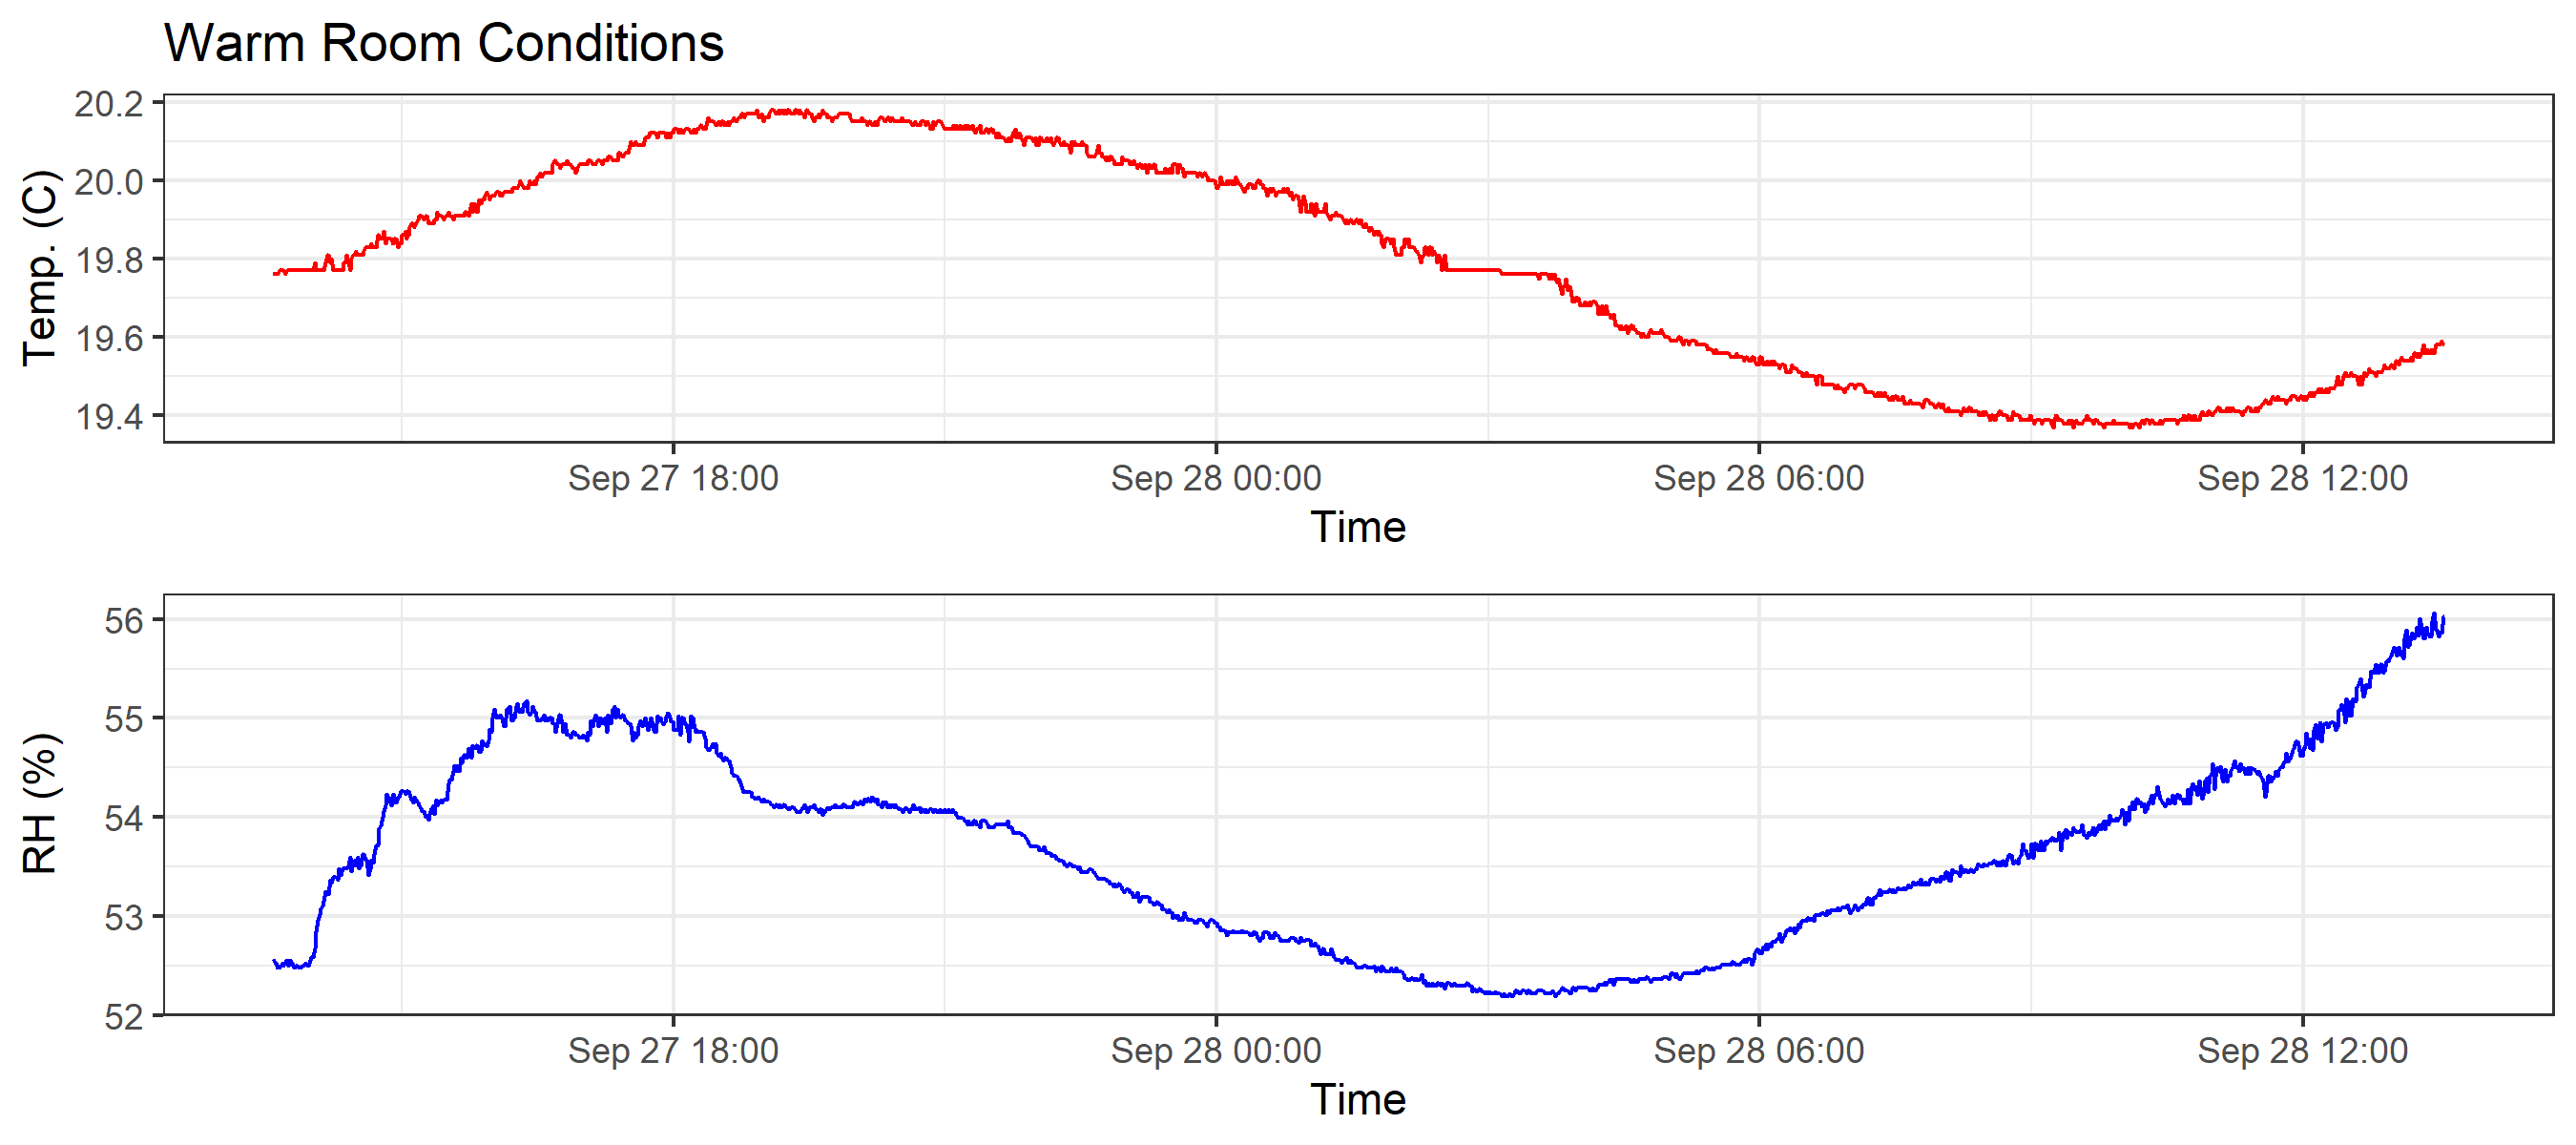 Warm Room Conditions
20.2
20.0
19.8
19.6
19.4
Temp. (C)
Sep 27 18:00 Sep 28 00:00 Sep 28 06:00 Sep 28 12:00
Time
56
55
54
53
52
RH (%)
Sep 27 18:00 Sep 28 00:00 Sep 28 06:00 Sep 28 12:00
Time